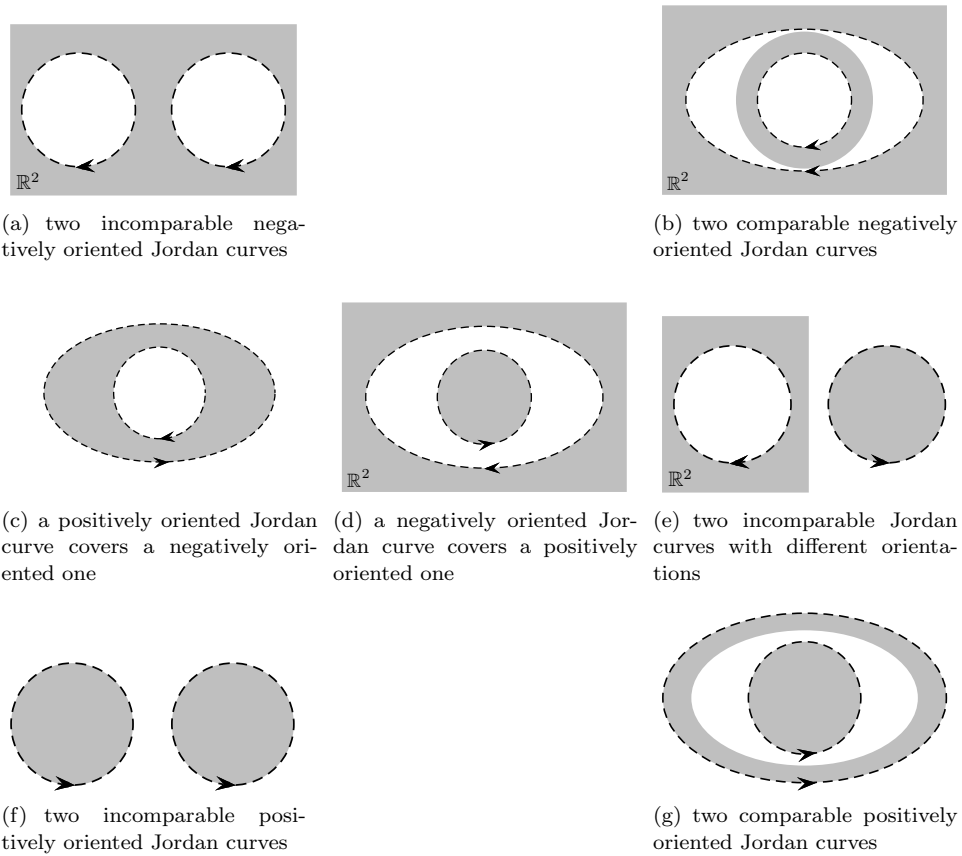 ℝ²
(a) two incomparable nega-
tively oriented Jordan curves
ℝ²
(b) two comparable negatively
oriented Jordan curves
(c) a positively oriented Jordan
curve covers a negatively ori-
ented one
ℝ²
(d) a negatively oriented Jor-
dan curve covers a positively
oriented one
ℝ²
(e) two incomparable Jordan
curves with different orienta-
tions
(f) two incomparable posi-
tively oriented Jordan curves
(g) two comparable positively
oriented Jordan curves